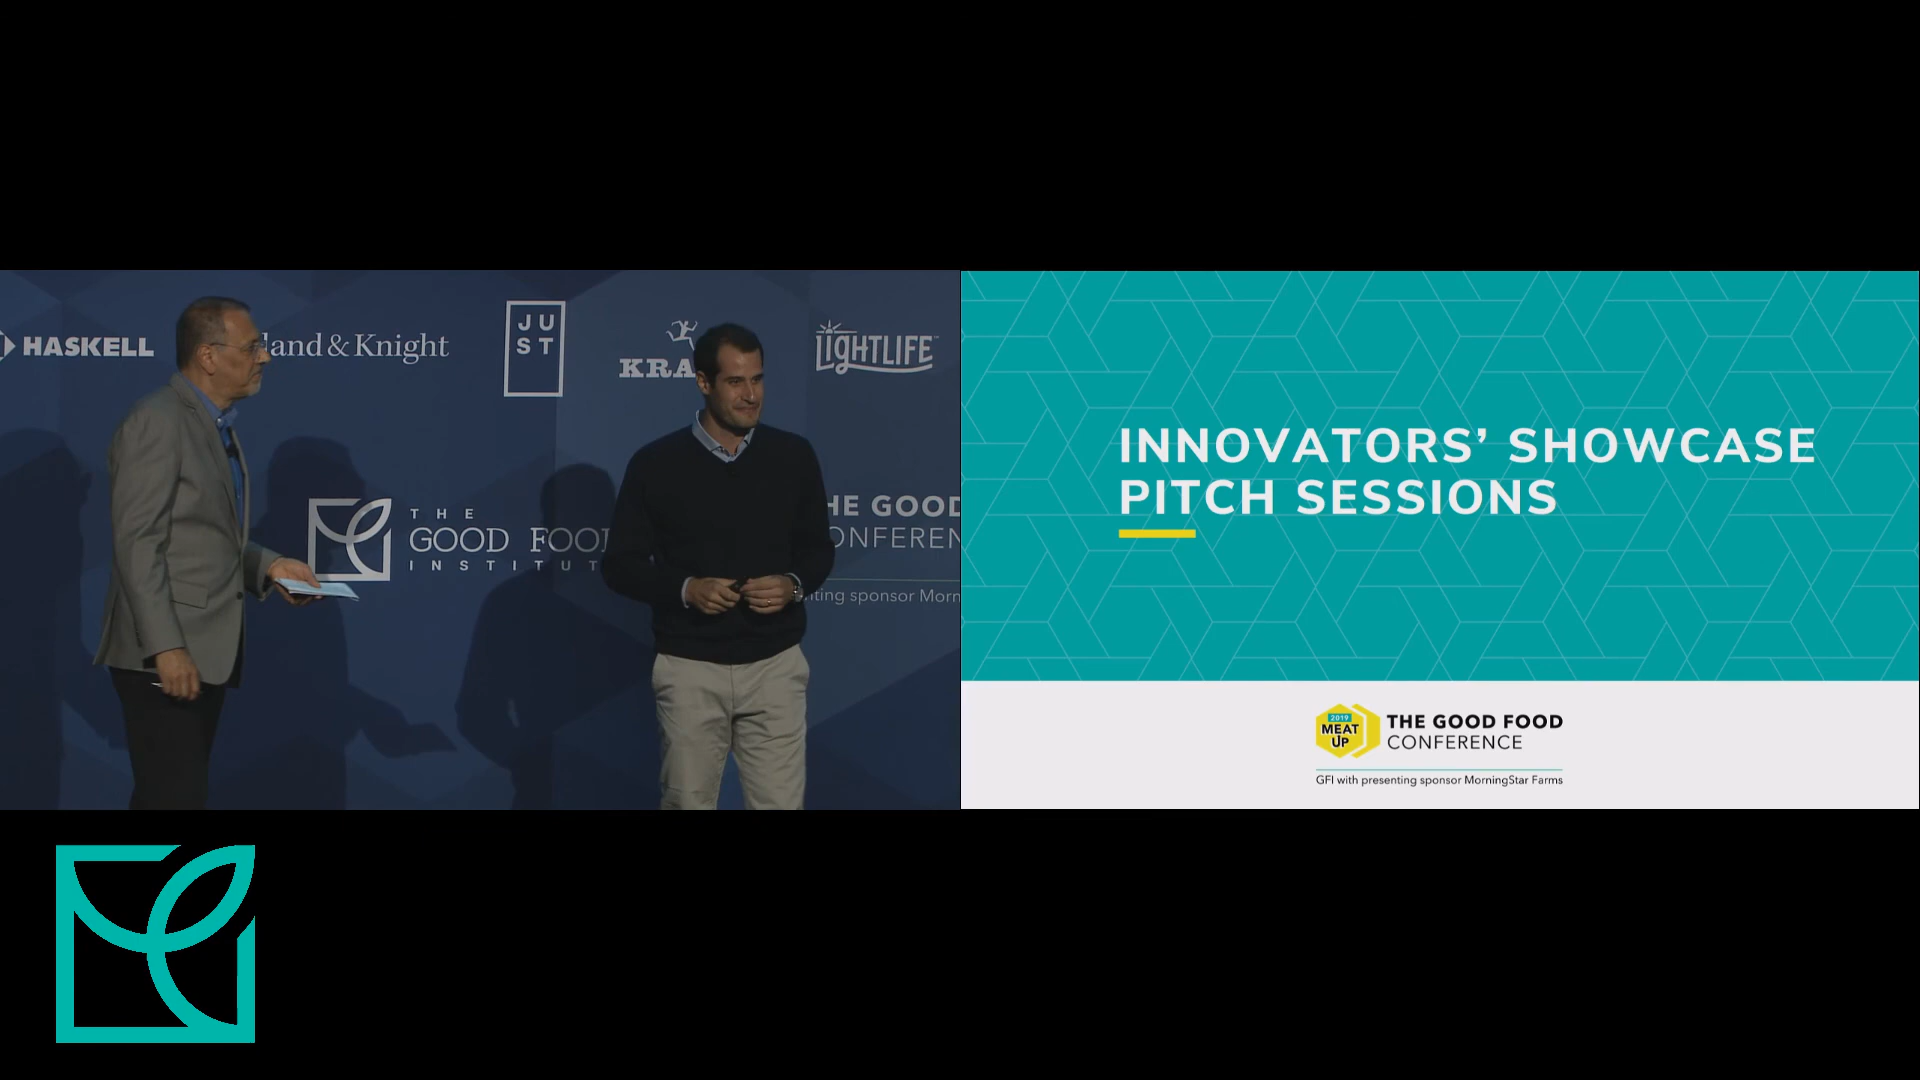 HASKELL
land & Knight
JU
ST
KRA
LIGHTLIFE
THE
GOOD FOO
INSTITUT
HE GOOD
ONFEREN
ting sponsor Morn
INNOVATORS’ SHOWCASE
PITCH SESSIONS
2019
MEAT
UP
THE GOOD FOOD
CONFERENCE
GFI with presenting sponsor MorningStar Farms